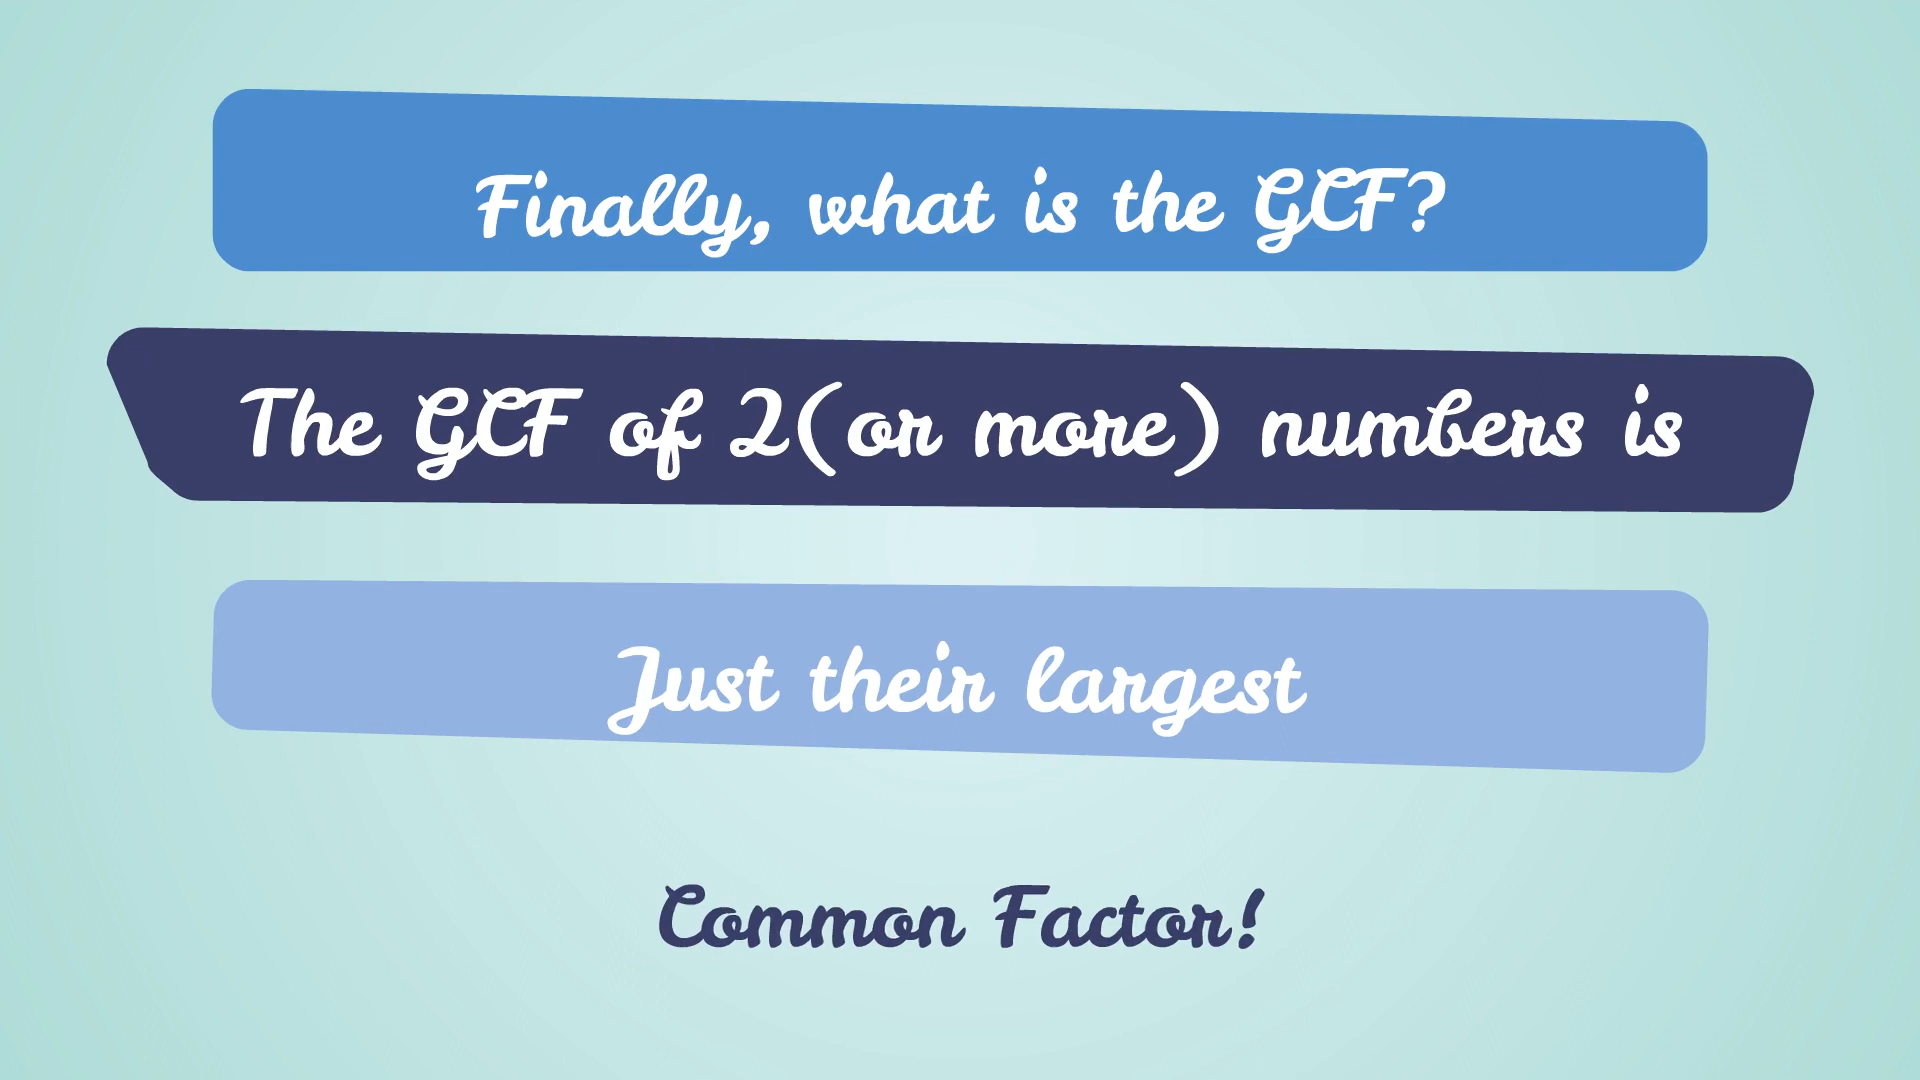 Finally, what is the GCF?
The GCF of 2(or more) numbers is
Just their largest
Common Factor!